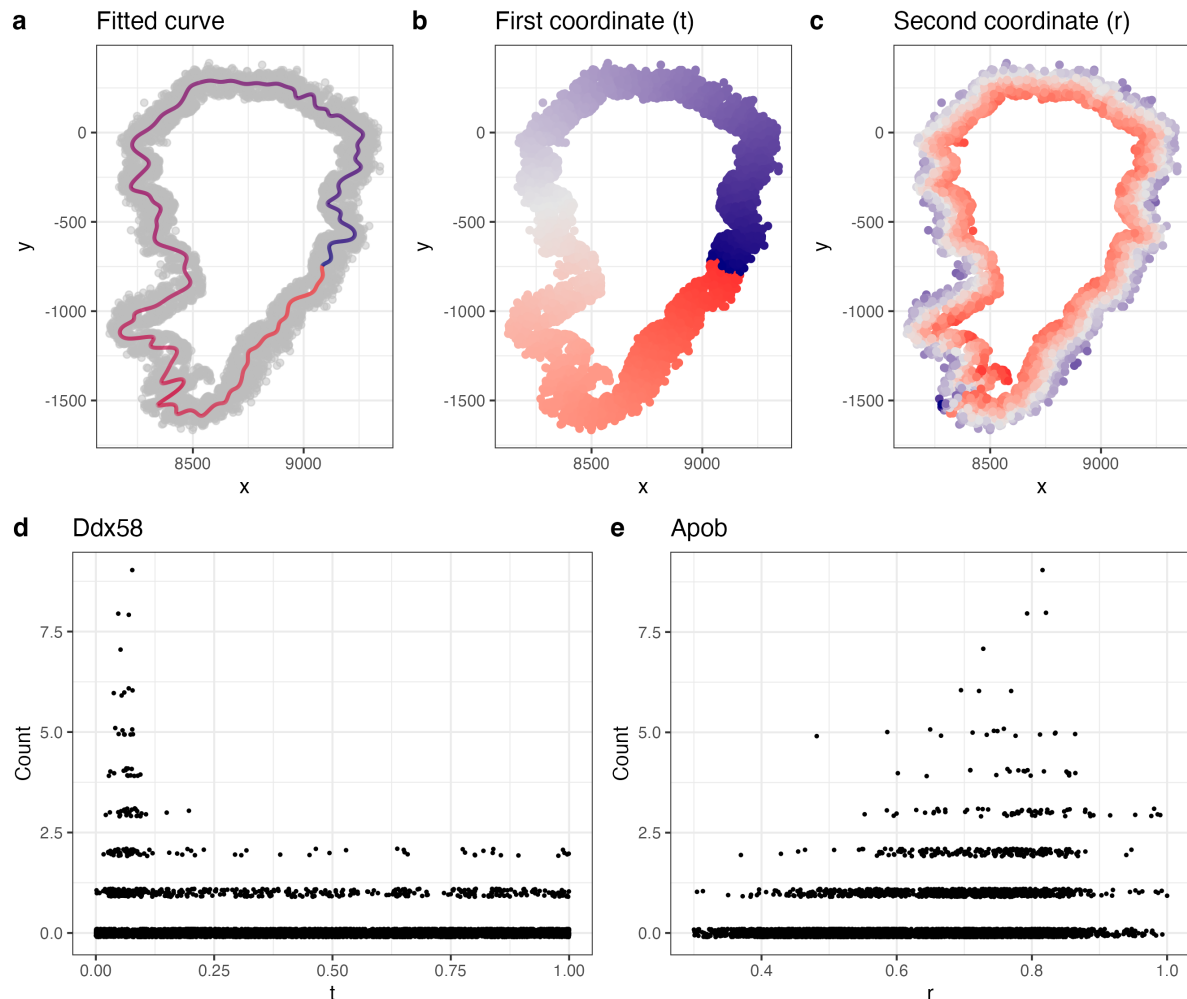 a Fitted curve
b First coordinate (t)
c Second coordinate (r)
0
-500
-1000
-1500
y
8500 9000
x
0
-500
-1000
-1500
y
8500 9000
x
0
-500
-1000
-1500
y
8500 9000
x
d Ddx58
7.5
5.0
2.5
0.0
Count
0.00 0.25 0.50 0.75 1.00
t
e Apob
7.5
5.0
2.5
0.0
Count
0.4 0.6 0.8 1.0
r